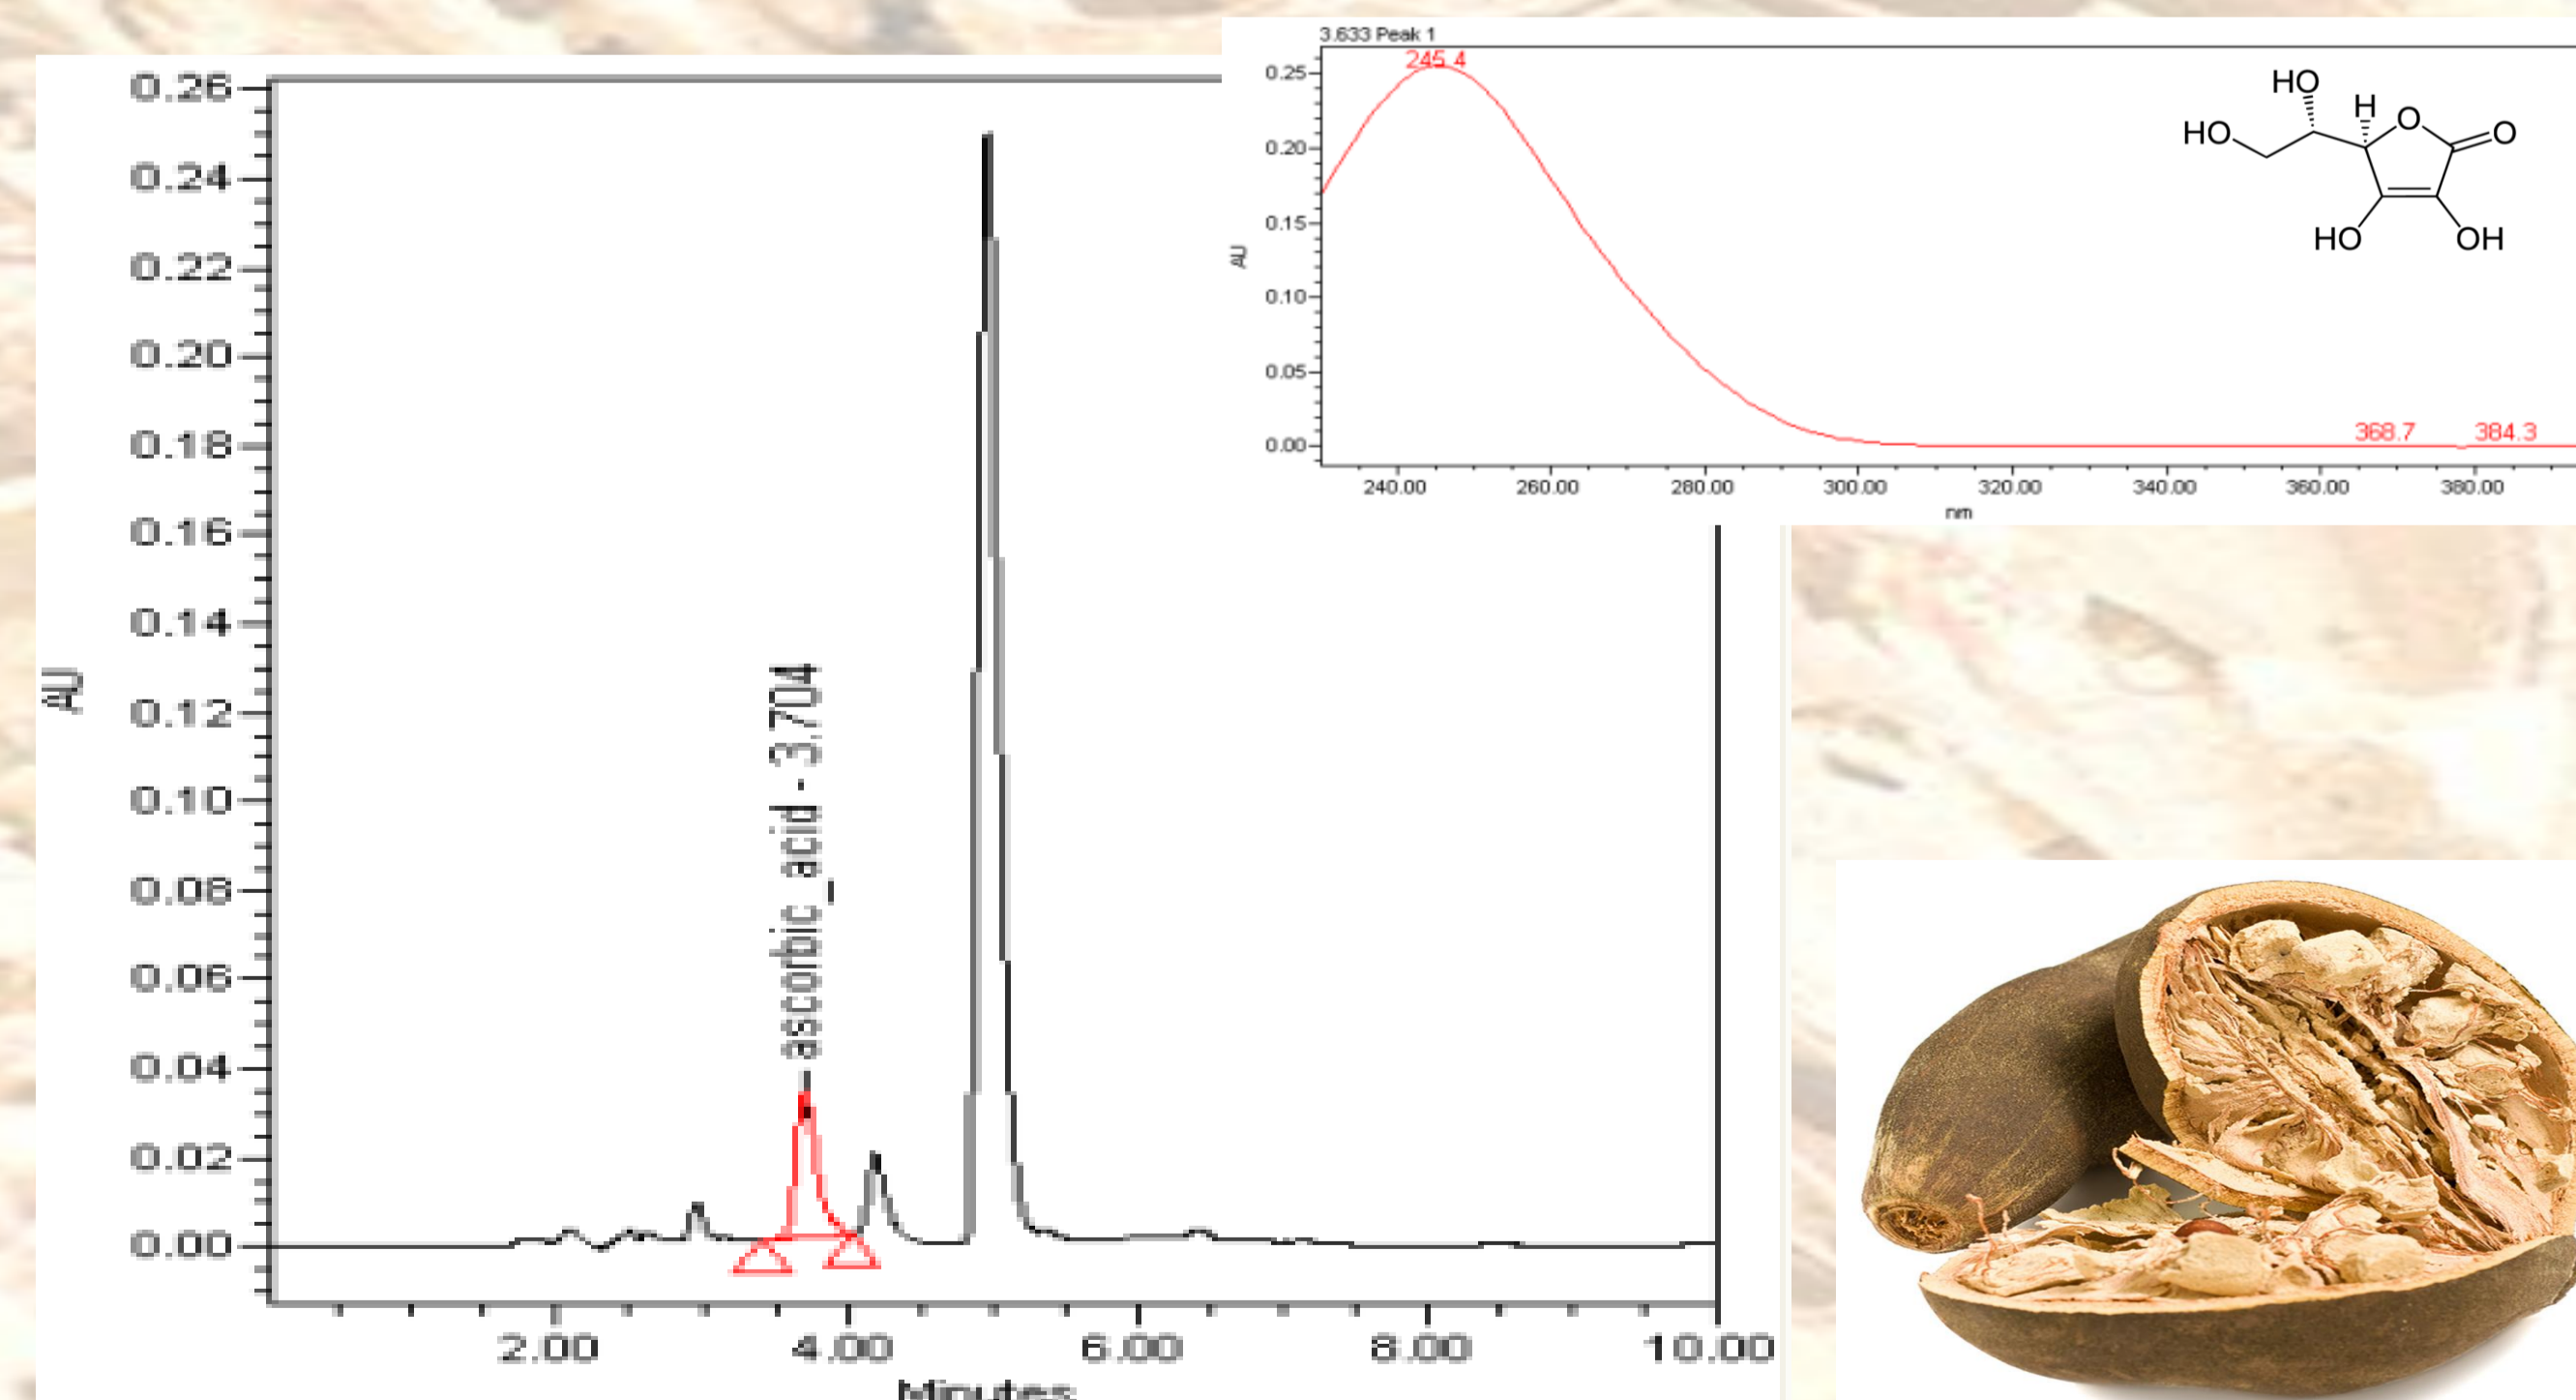 0.26
0.24
0.22
0.20
0.18
0.16
0.14
0.12
0.10
0.08
0.06
0.04
0.02
0.00
AU
ascorbic_acid - 3.704
2.00 4.00 6.00 8.00 10.00
Minutes
3.633 Peak 1
245.4
0.25
0.20
0.15
0.10
0.05
0.00
AU
368.7 384.3
240.00 260.00 280.00 300.00 320.00 340.00 360.00 380.00
nm
HO
H
O
HO
O
HO
OH